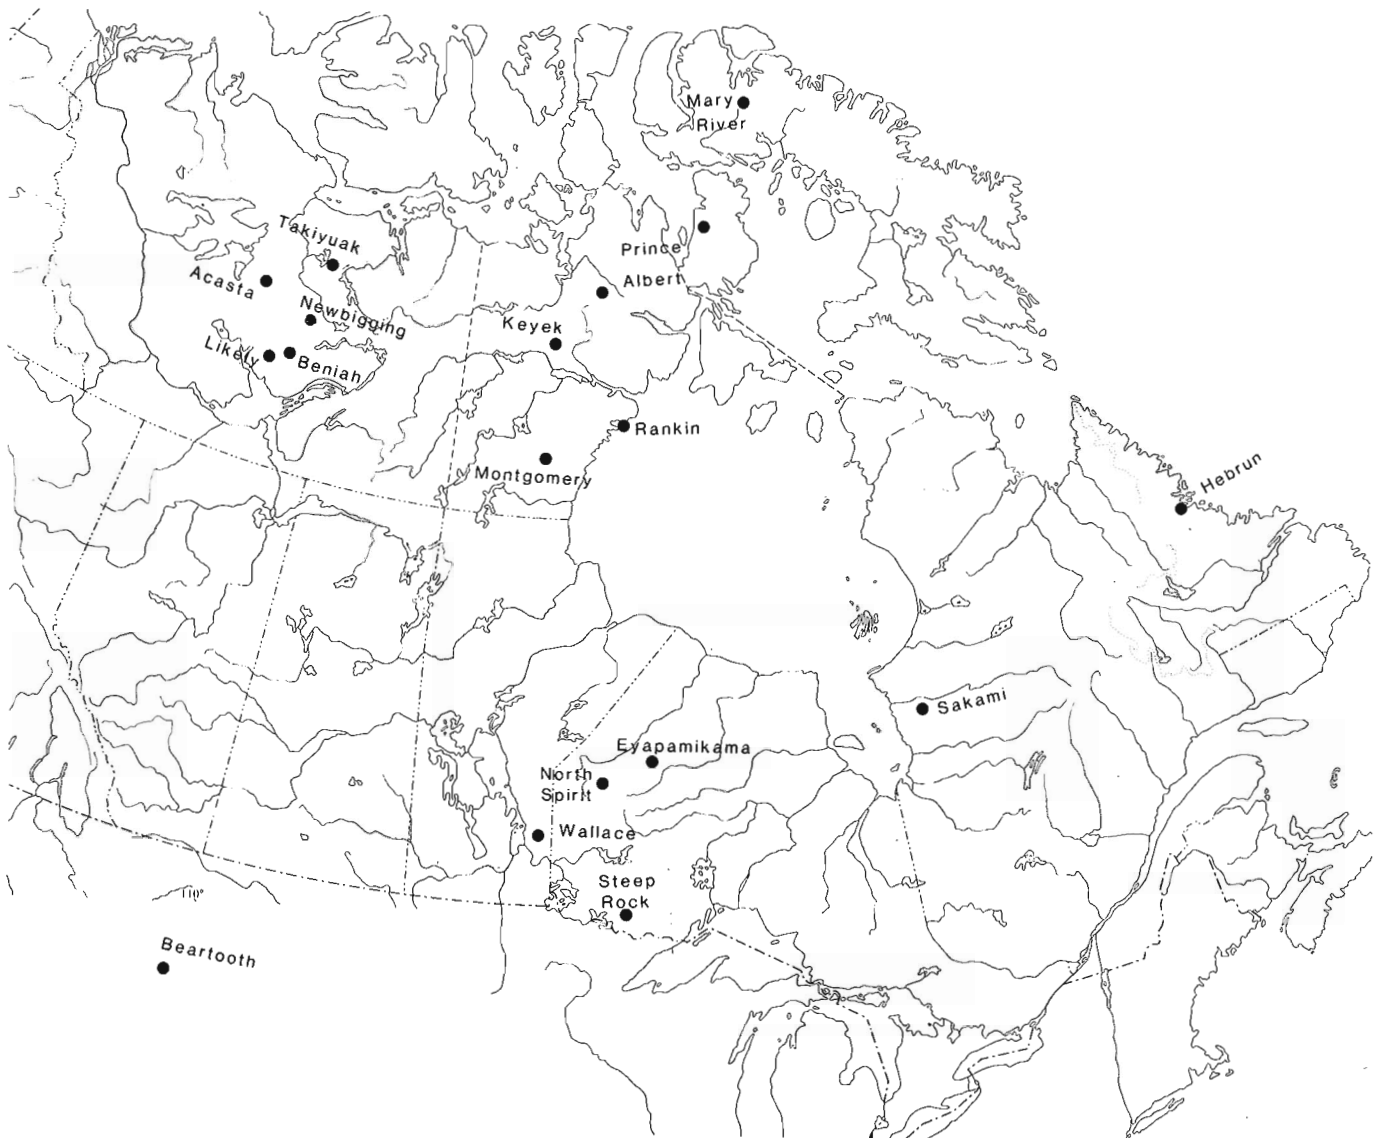 Mary
River
Takiyuak
Prince
Albert
Acasta
Newbigging
Keyek
Likely
Beniah
Rankin
Montgomery
Hebrun
Sakami
Eyapamikama
North
Spirit
Wallace
Steep
Rock
110°
Beartooth